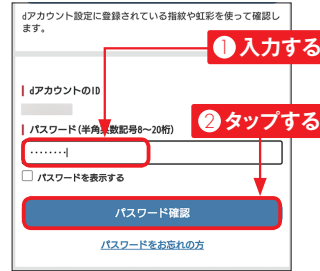 dアカウント設定に登録されている指紋や虹彩を使って確認し
ます。
❶入力する
dアカウントのID
パスワード(半角英数記号8〜20桁)
❷タップする
········
パスワードを表示する
パスワード確認
パスワードをお忘れの方